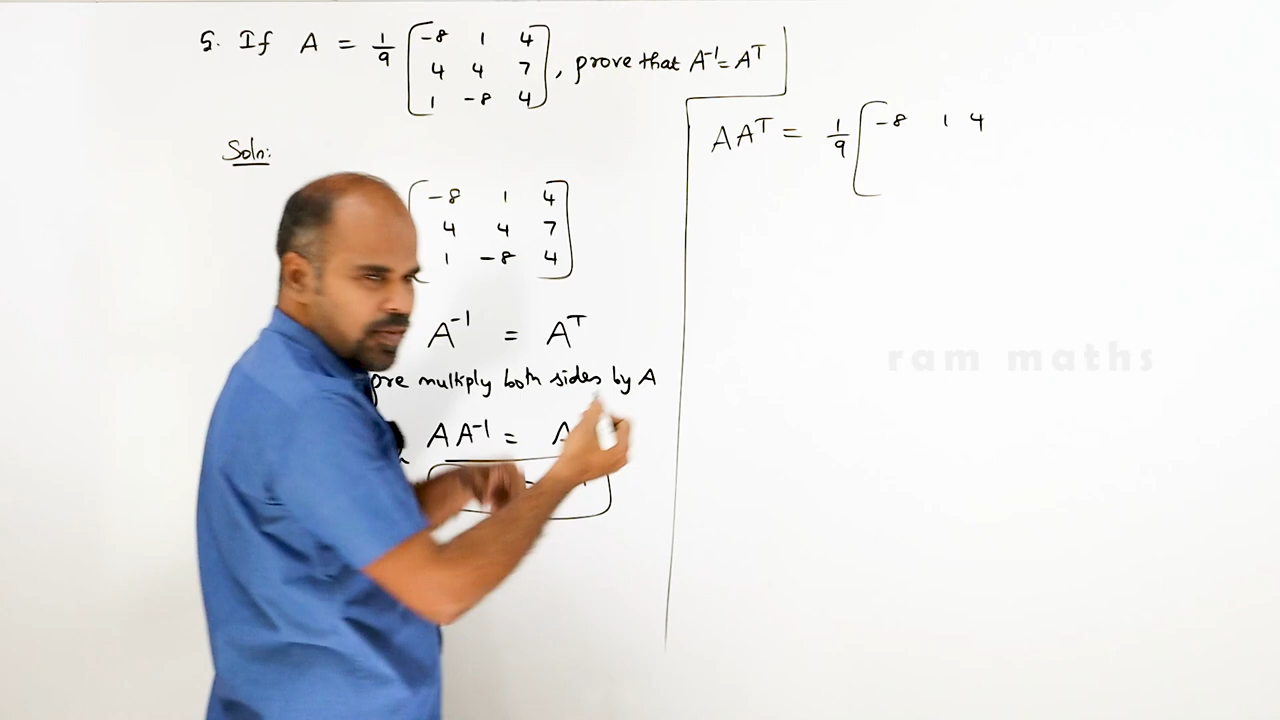 5. If A = 1/9 [-8 1 4
4 4 7
1 -8 4], prove that A⁻¹ = Aᵀ
Soln:
-8 1 4
4 4 7
1 -8 4
A⁻¹ = Aᵀ
pre multiply both sides by A
AA⁻¹ = A
AAᵀ = 1/9 [-8 1 4
ram maths